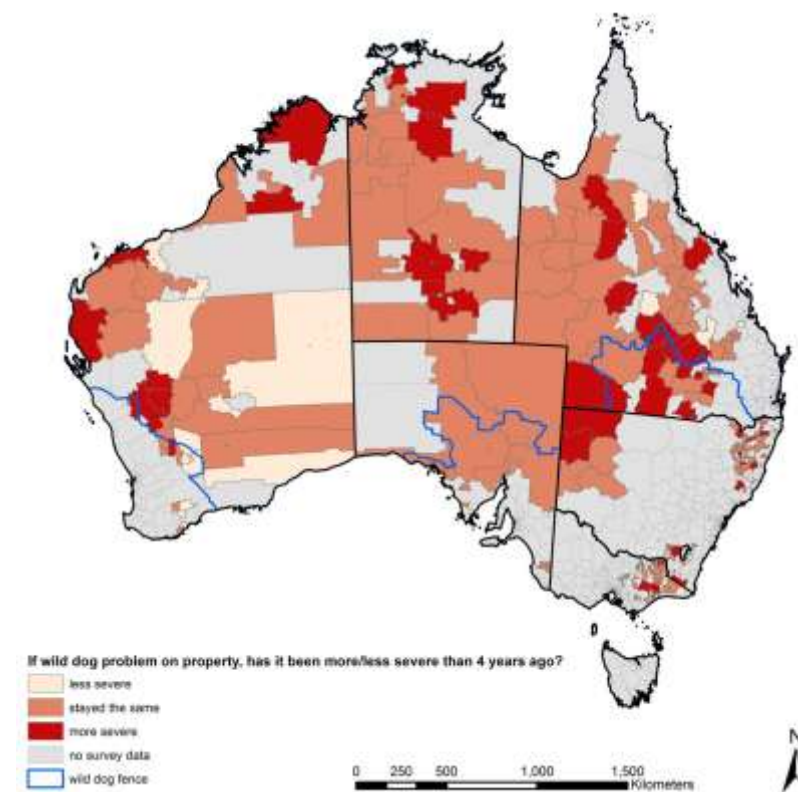 If wild dog problem on property, has it been more/less severe than 4 years ago?
less severe
stayed the same
more severe
no survey data
wild dog fence
0 250 500 1,000 1,500
Kilometers
N